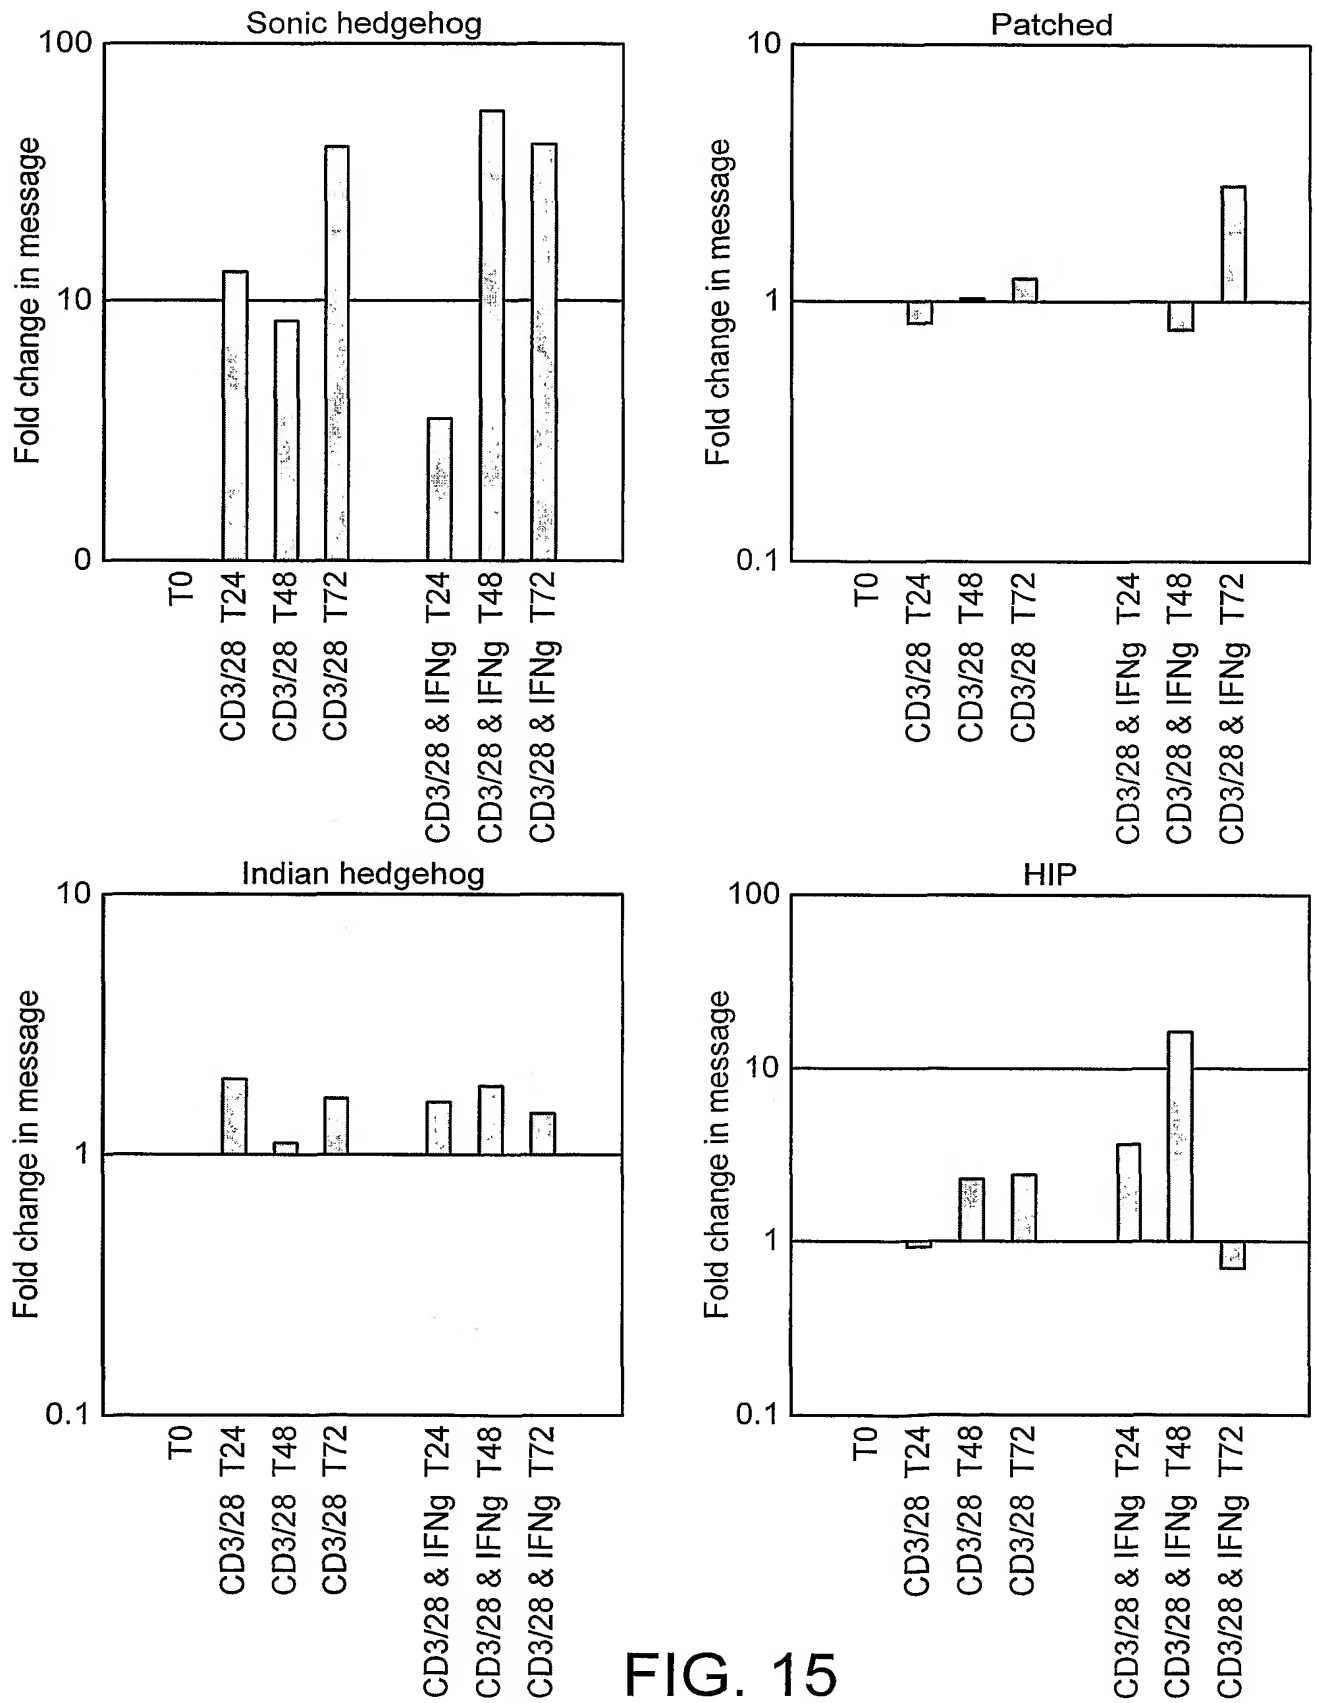 Sonic hedgehog
100
10
0
Fold change in message
T0
CD3/28 T24
CD3/28 T48
CD3/28 T72
CD3/28 & IFNg T24
CD3/28 & IFNg T48
CD3/28 & IFNg T72
Patched
10
1
0.1
Fold change in message
T0
CD3/28 T24
CD3/28 T48
CD3/28 T72
CD3/28 & IFNg T24
CD3/28 & IFNg T48
CD3/28 & IFNg T72
Indian hedgehog
10
1
0.1
Fold change in message
T0
CD3/28 T24
CD3/28 T48
CD3/28 T72
CD3/28 & IFNg T24
CD3/28 & IFNg T48
CD3/28 & IFNg T72
HIP
100
10
1
0.1
Fold change in message
T0
CD3/28 T24
CD3/28 T48
CD3/28 T72
CD3/28 & IFNg T24
CD3/28 & IFNg T48
CD3/28 & IFNg T72
FIG. 15